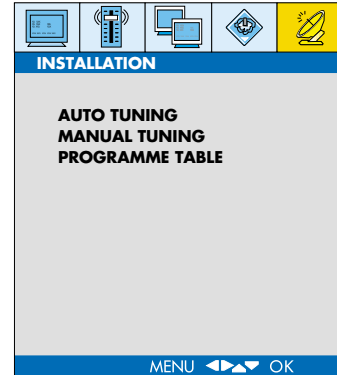 INSTALLATION
AUTO TUNING
MANUAL TUNING
PROGRAMME TABLE
MENU OK